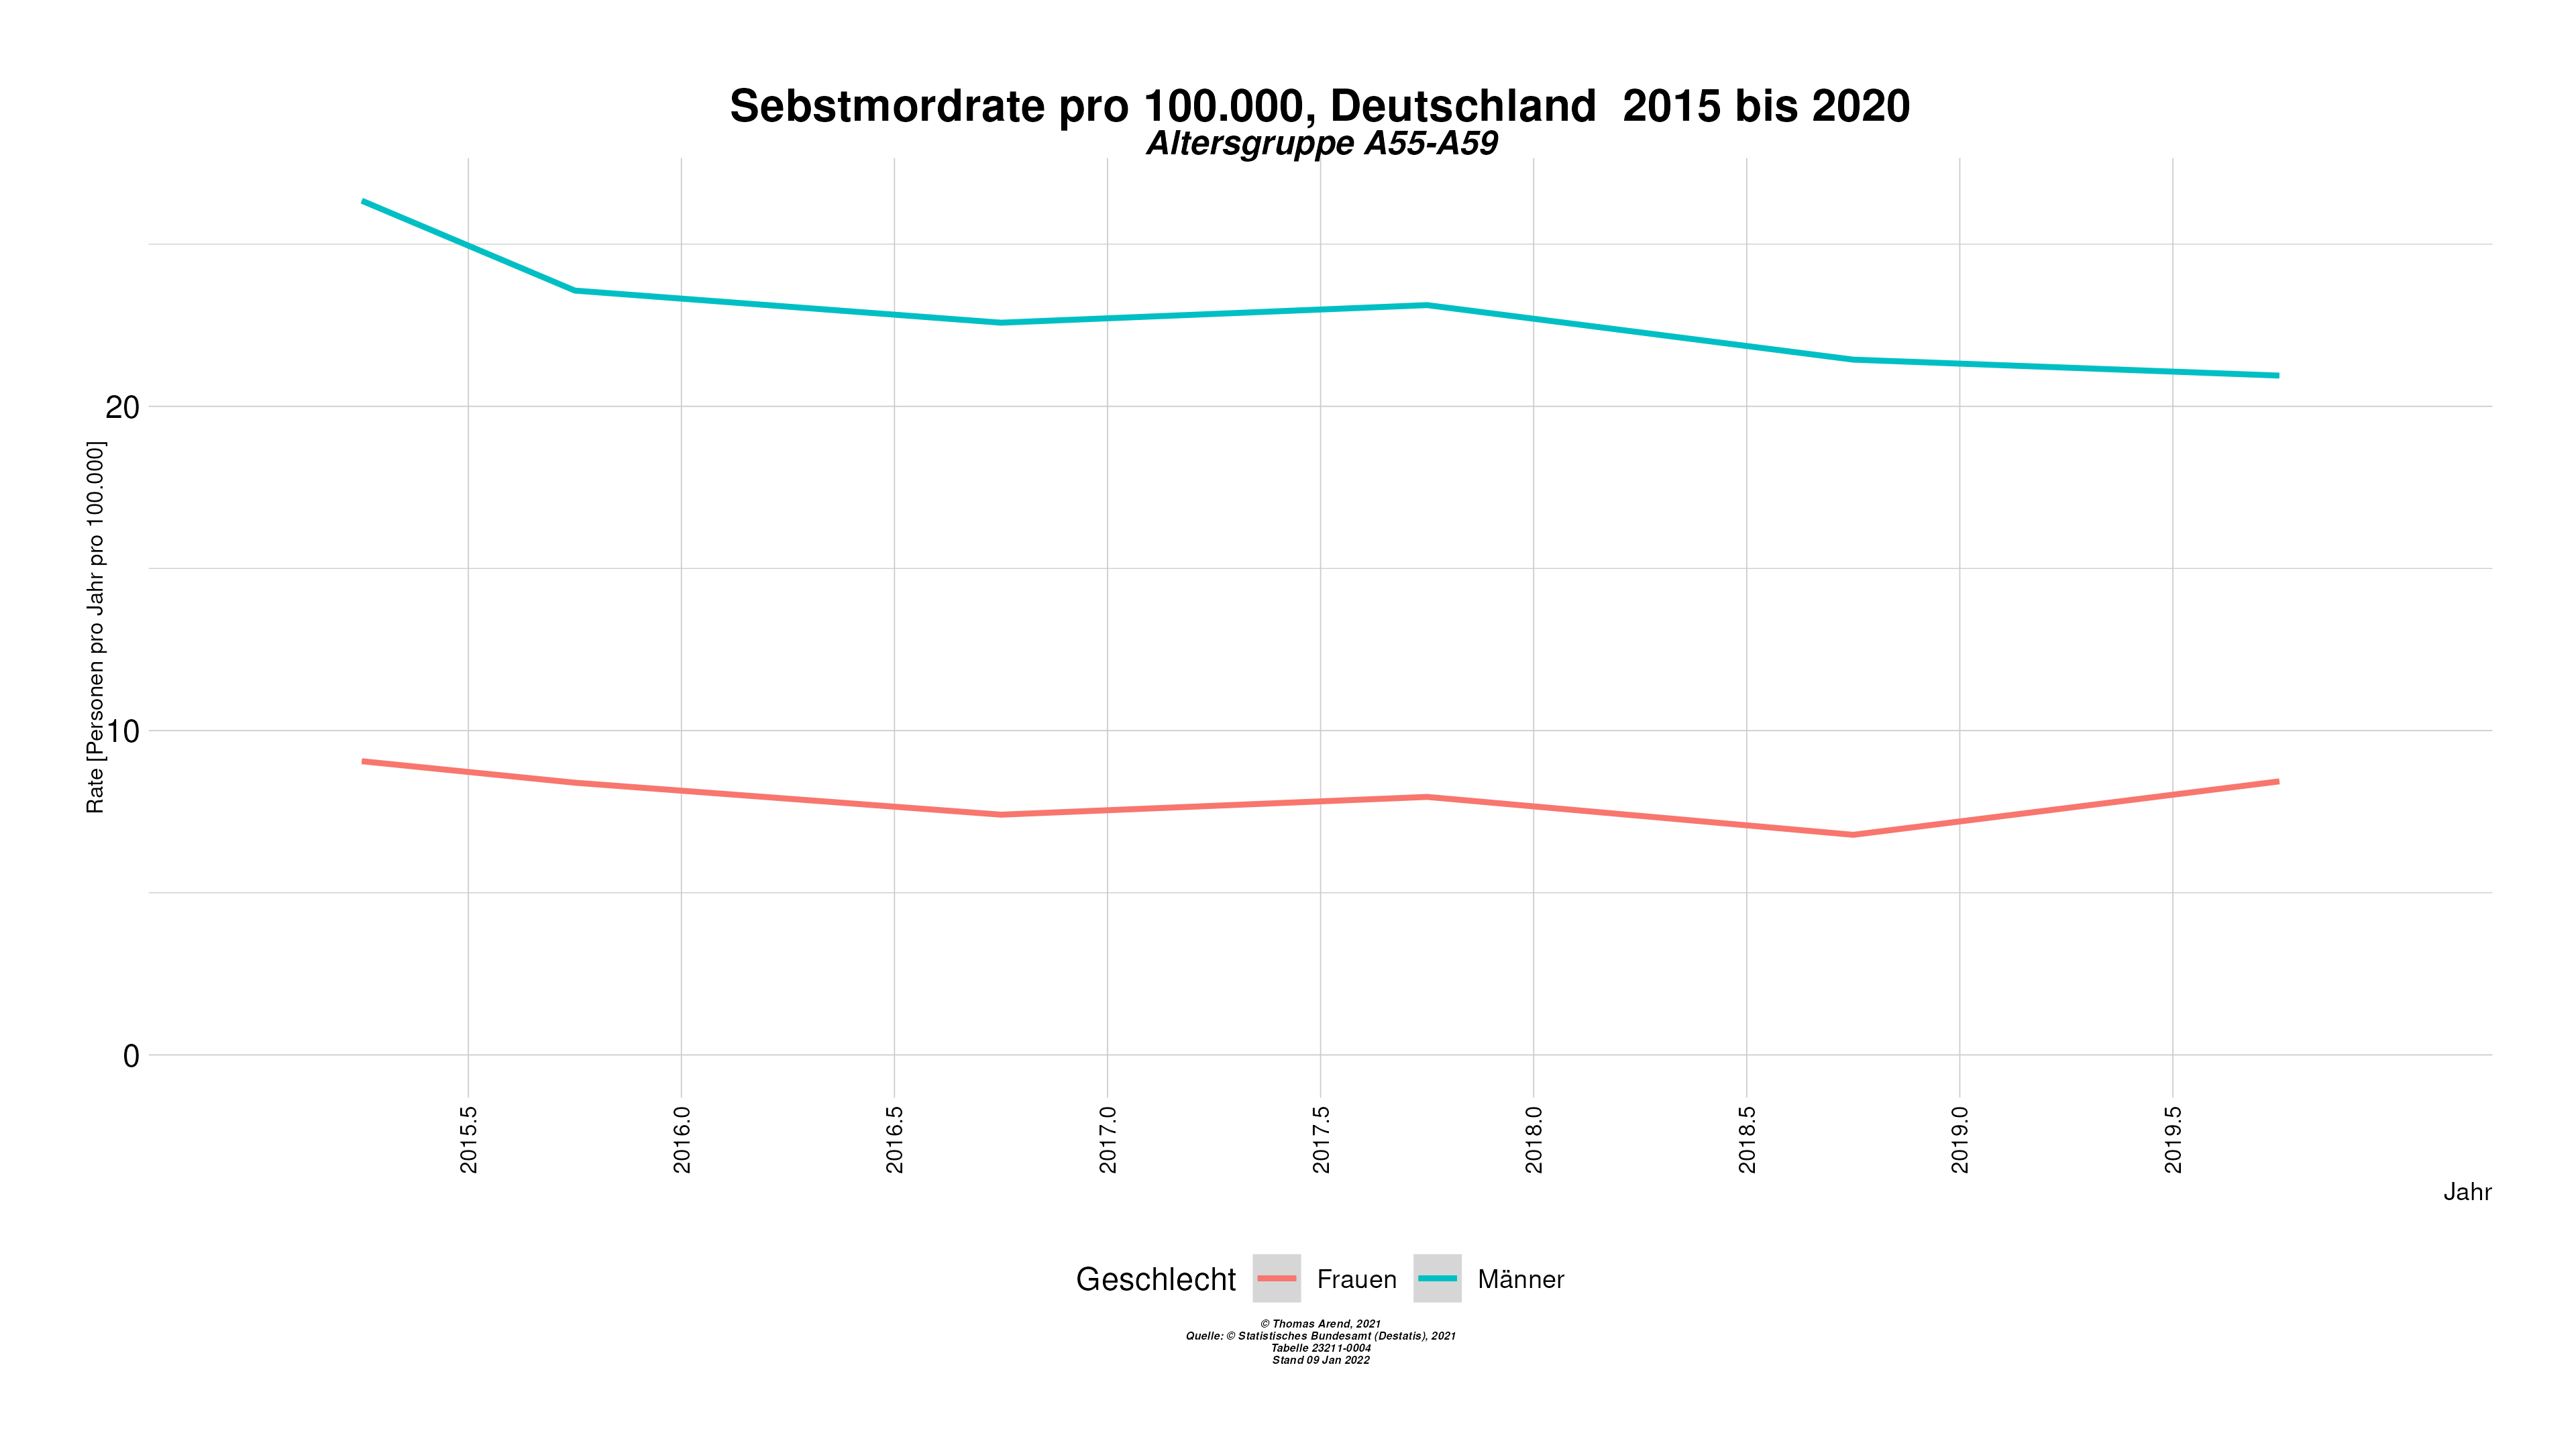 Sebstmordrate pro 100.000, Deutschland  2015 bis 2020
Altersgruppe A55-A59
Rate [Personen pro Jahr pro 100.000]
20
10
0
2015.5
2016.0
2016.5
2017.0
2017.5
2018.0
2018.5
2019.0
2019.5
Jahr
Geschlecht Frauen Männer
© Thomas Arend, 2021
Quelle: © Statistisches Bundesamt (Destatis), 2021
Tabelle 23211-0004
Stand 09 Jan 2022